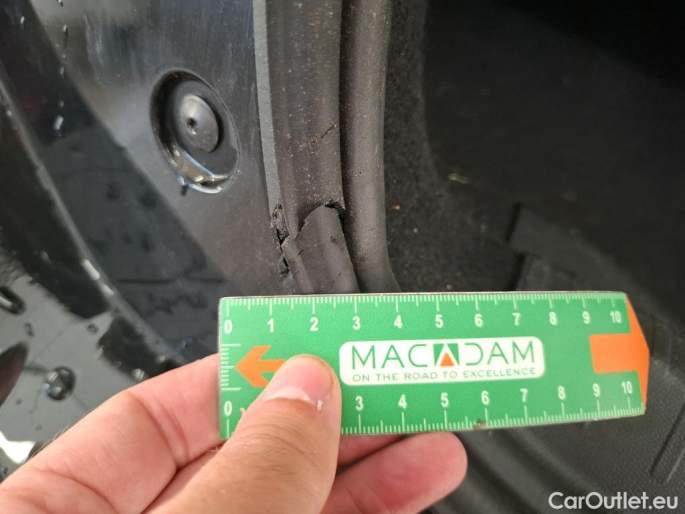 0 1 2 3 4 5 6 7 8 9 10
MACADAM
ON THE ROAD TO EXCELLENCE
0 1 3 4 5 6 7 8 9 10
CarOutlet.eu